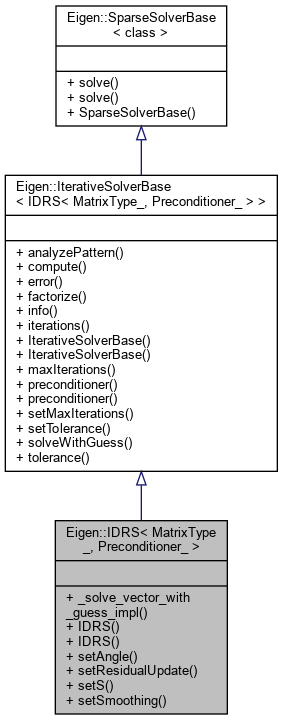 Eigen::SparseSolverBase
< class >
+ solve()
+ solve()
+ SparseSolverBase()
Eigen::IterativeSolverBase
< IDRS< MatrixType_, Preconditioner_ > >
+ analyzePattern()
+ compute()
+ error()
+ factorize()
+ info()
+ iterations()
+ IterativeSolverBase()
+ IterativeSolverBase()
+ maxIterations()
+ preconditioner()
+ preconditioner()
+ setMaxIterations()
+ setTolerance()
+ solveWithGuess()
+ tolerance()
Eigen::IDRS< MatrixType
_, Preconditioner_ >
+ _solve_vector_with
_guess_impl()
+ IDRS()
+ IDRS()
+ setAngle()
+ setResidualUpdate()
+ setS()
+ setSmoothing()